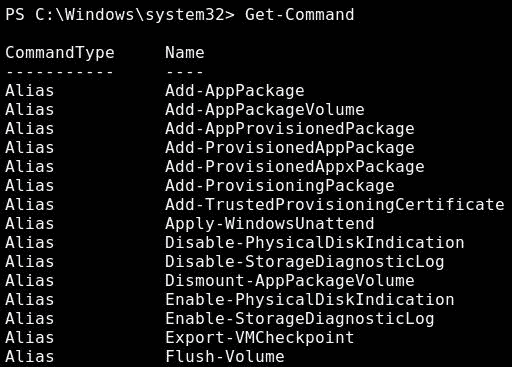 PS C:\Windows\system32> Get-Command
CommandType     Name
-----------     ----
Alias           Add-AppPackage
Alias           Add-AppPackageVolume
Alias           Add-AppProvisionedPackage
Alias           Add-ProvisionedAppPackage
Alias           Add-ProvisionedAppxPackage
Alias           Add-ProvisioningPackage
Alias           Add-TrustedProvisioningCertificate
Alias           Apply-WindowsUnattend
Alias           Disable-PhysicalDiskIndication
Alias           Disable-StorageDiagnosticLog
Alias           Dismount-AppPackageVolume
Alias           Enable-PhysicalDiskIndication
Alias           Enable-StorageDiagnosticLog
Alias           Export-VMCheckpoint
Alias           Flush-Volume